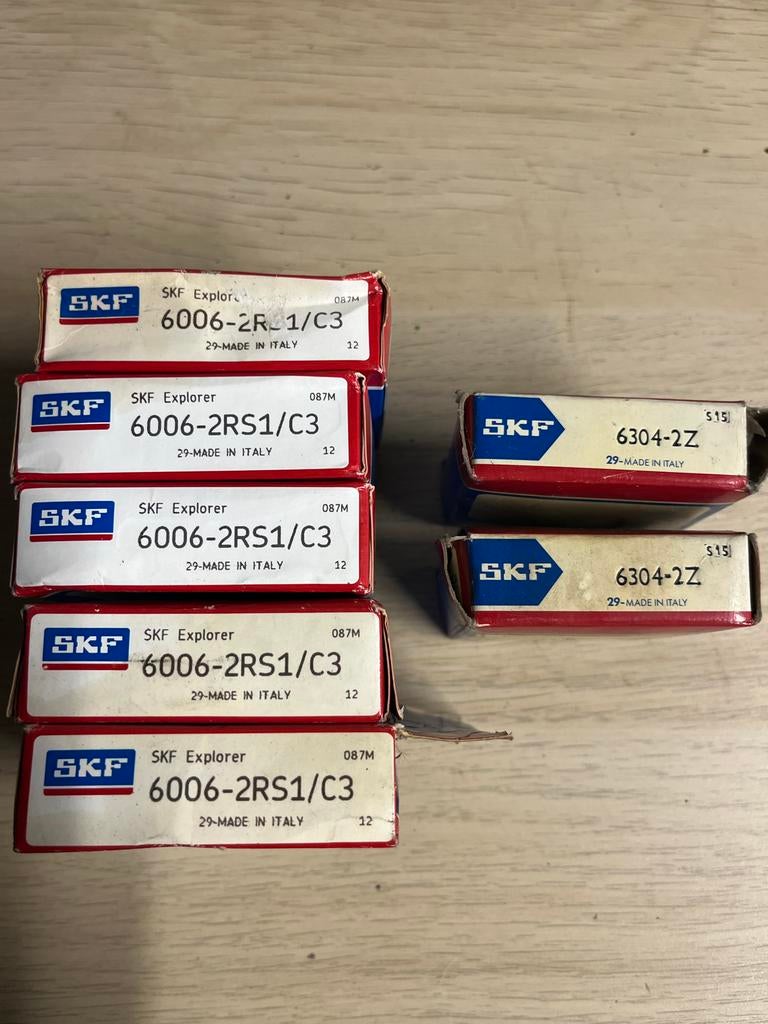 SKF
SKF Explorer 087M
6006-2RS1/C3
29-MADE IN ITALY 12
SKF
SKF Explorer 087M
6006-2RS1/C3
29-MADE IN ITALY 12
SKF
SKF Explorer 087M
6006-2RS1/C3
29-MADE IN ITALY 12
SKF
SKF Explorer 087M
6006-2RS1/C3
29-MADE IN ITALY 12
SKF
SKF Explorer 087M
6006-2RS1/C3
29-MADE IN ITALY 12
SKF
S15
6304-2Z
29-MADE IN ITALY
SKF
S15
6304-2Z
29-MADE IN ITALY